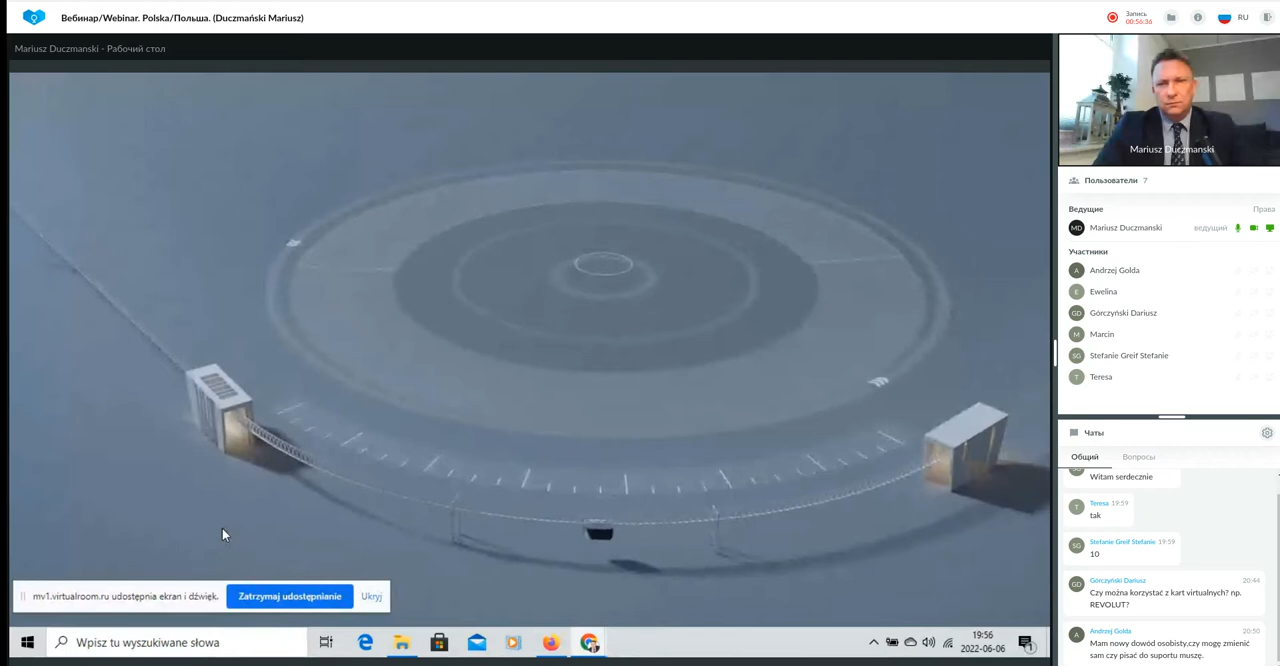 Вебинар/Webinar. Polska/Польша. (Duczmański Mariusz)
Запись
00:56:36
RU
Mariusz Duczmanski - Рабочий стол
Mariusz Duczmanski
Пользователи 7
Ведущие Права
MD Mariusz Duczmanski ведущий
Участники
A Andrzej Golda
E Ewelina
GD Górczyński Dariusz
M Marcin
SG Stefanie Greif Stefanie
T Teresa
Чаты
Общий Вопросы
Witam serdecznie
T Teresa 19:59
tak
SG Stefanie Greif Stefanie 19:59
10
GD Górczyński Dariusz 20:44
Czy można korzystać z kart virtualnych? np.
REVOLUT?
A Andrzej Golda 20:50
Mam nowy dowód osobisty,czy mogę zmienić
sam czy pisać do suportu muszę.
mv1.virtualroom.ru udostępnia ekran i dźwięk.
Zatrzymaj udostępnianie
Ukryj
Wpisz tu wyszukiwane słowa
19:56
2022-06-06
1